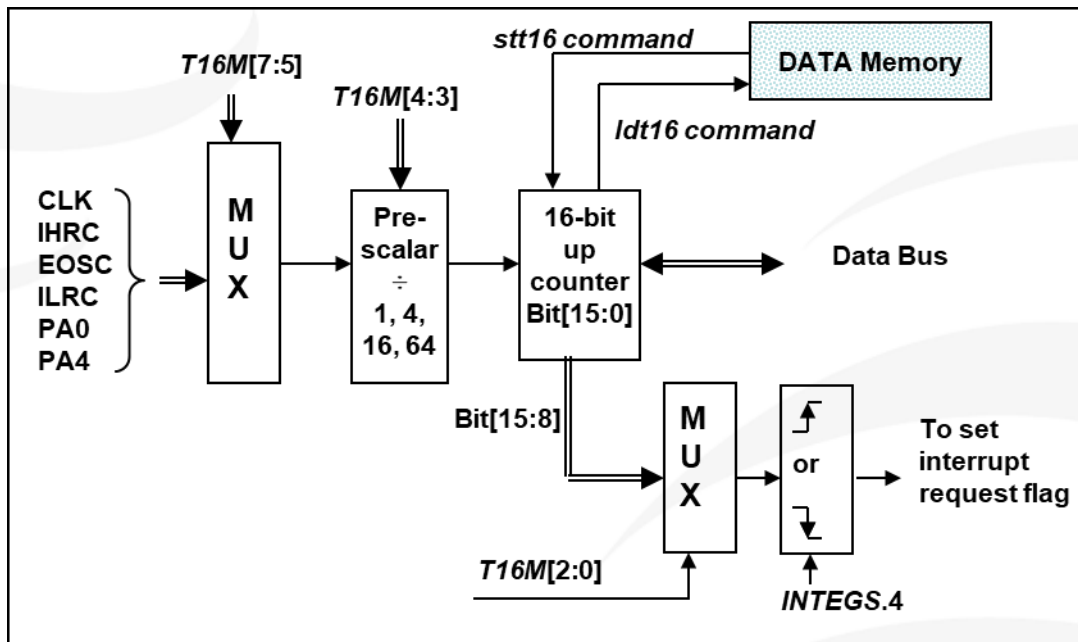 stt16 command
DATA Memory
T16M[7:5]
T16M[4:3]
ldt16 command
CLK
IHRC
EOSC
ILRC
PA0
PA4
M
U
X
Pre-
scalar
÷
1, 4,
16, 64
16-bit
up
counter
Bit[15:0]
Data Bus
Bit[15:8]
M
U
X
or
To set
interrupt
request flag
T16M[2:0]
INTEGS.4